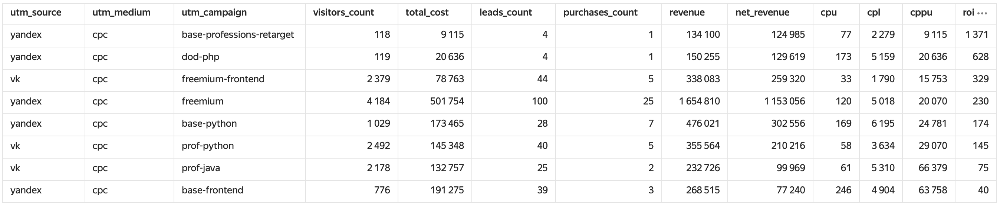 utm_source utm_medium utm_campaign visitors_count total_cost leads_count purchases_count revenue net_revenue cpu cpl cppu roi •••
yandex cpc base-professions-retarget 118 9 115 4 1 134 100 124 985 77 2 279 9 115 1 371
yandex cpc dod-php 119 20 636 4 1 150 255 129 619 173 5 159 20 636 628
vk cpc freemium-frontend 2 379 78 763 44 5 338 083 259 320 33 1 790 15 753 329
yandex cpc freemium 4 184 501 754 100 25 1 654 810 1 153 056 120 5 018 20 070 230
yandex cpc base-python 1 029 173 465 28 7 476 021 302 556 169 6 195 24 781 174
vk cpc prof-python 2 492 145 348 40 5 355 564 210 216 58 3 634 29 070 145
vk cpc prof-java 2 178 132 757 25 2 232 726 99 969 61 5 310 66 379 75
yandex cpc base-frontend 776 191 275 39 3 268 515 77 240 246 4 904 63 758 40